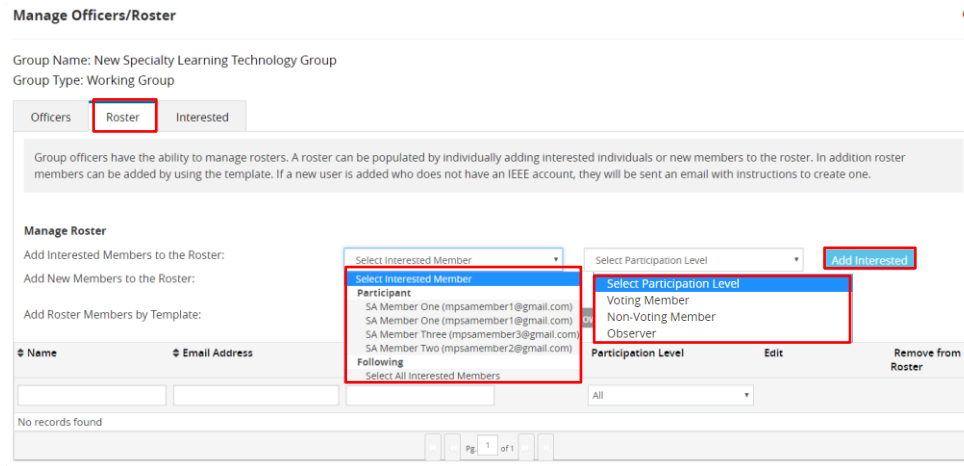 Manage Officers/Roster
Group Name: New Specialty Learning Technology Group
Group Type: Working Group
Officers Roster Interested
Group officers have the ability to manage rosters. A roster can be populated by individually adding interested individuals or new members to the roster. In addition roster
members can be added by using the template. If a new user is added who does not have an IEEE account, they will be sent an email with instructions to create one.
Manage Roster
Add Interested Members to the Roster: Select Interested Member Select Participation Level Add Interested
Add New Members to the Roster:
Add Roster Members by Template:
Select Interested Member
Participant
SA Member One (mpsamember1@gmail.com)
SA Member One (mpsamember1@gmail.com)
SA Member Three (mpsamember3@gmail.com)
SA Member Two (mpsamember2@gmail.com)
Following
Select All Interested Members
Select Participation Level
Voting Member
Non-Voting Member
Observer
Name Email Address Participation Level Edit Remove from
Roster
All
No records found
Pg. 1 of 1